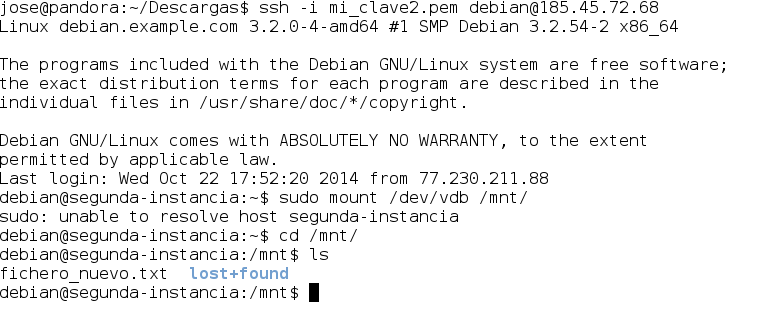 jose@pandora:~/Descargas$ ssh -i mi_clave2.pem debian@185.45.72.68
Linux debian.example.com 3.2.0-4-amd64 #1 SMP Debian 3.2.54-2 x86_64

The programs included with the Debian GNU/Linux system are free software;
the exact distribution terms for each program are described in the
individual files in /usr/share/doc/*/copyright.

Debian GNU/Linux comes with ABSOLUTELY NO WARRANTY, to the extent
permitted by applicable law.
Last login: Wed Oct 22 17:52:20 2014 from 77.230.211.88
debian@segunda-instancia:~$ sudo mount /dev/vdb /mnt/
sudo: unable to resolve host segunda-instancia
debian@segunda-instancia:~$ cd /mnt/
debian@segunda-instancia:/mnt$ ls
fichero_nuevo.txt  lost+found
debian@segunda-instancia:/mnt$